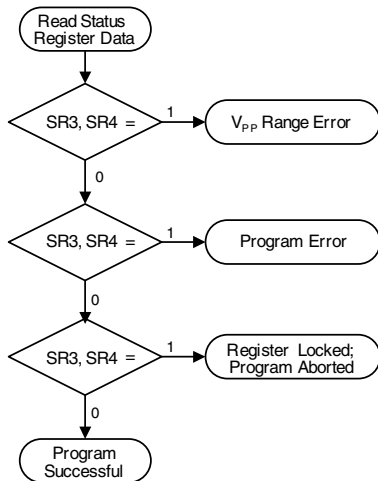 Read Status
Register Data
SR3, SR4 =
1
V_PP Range Error
0
SR3, SR4 =
1
Program Error
0
SR3, SR4 =
1
Register Locked;
Program Aborted
0
Program
Successful